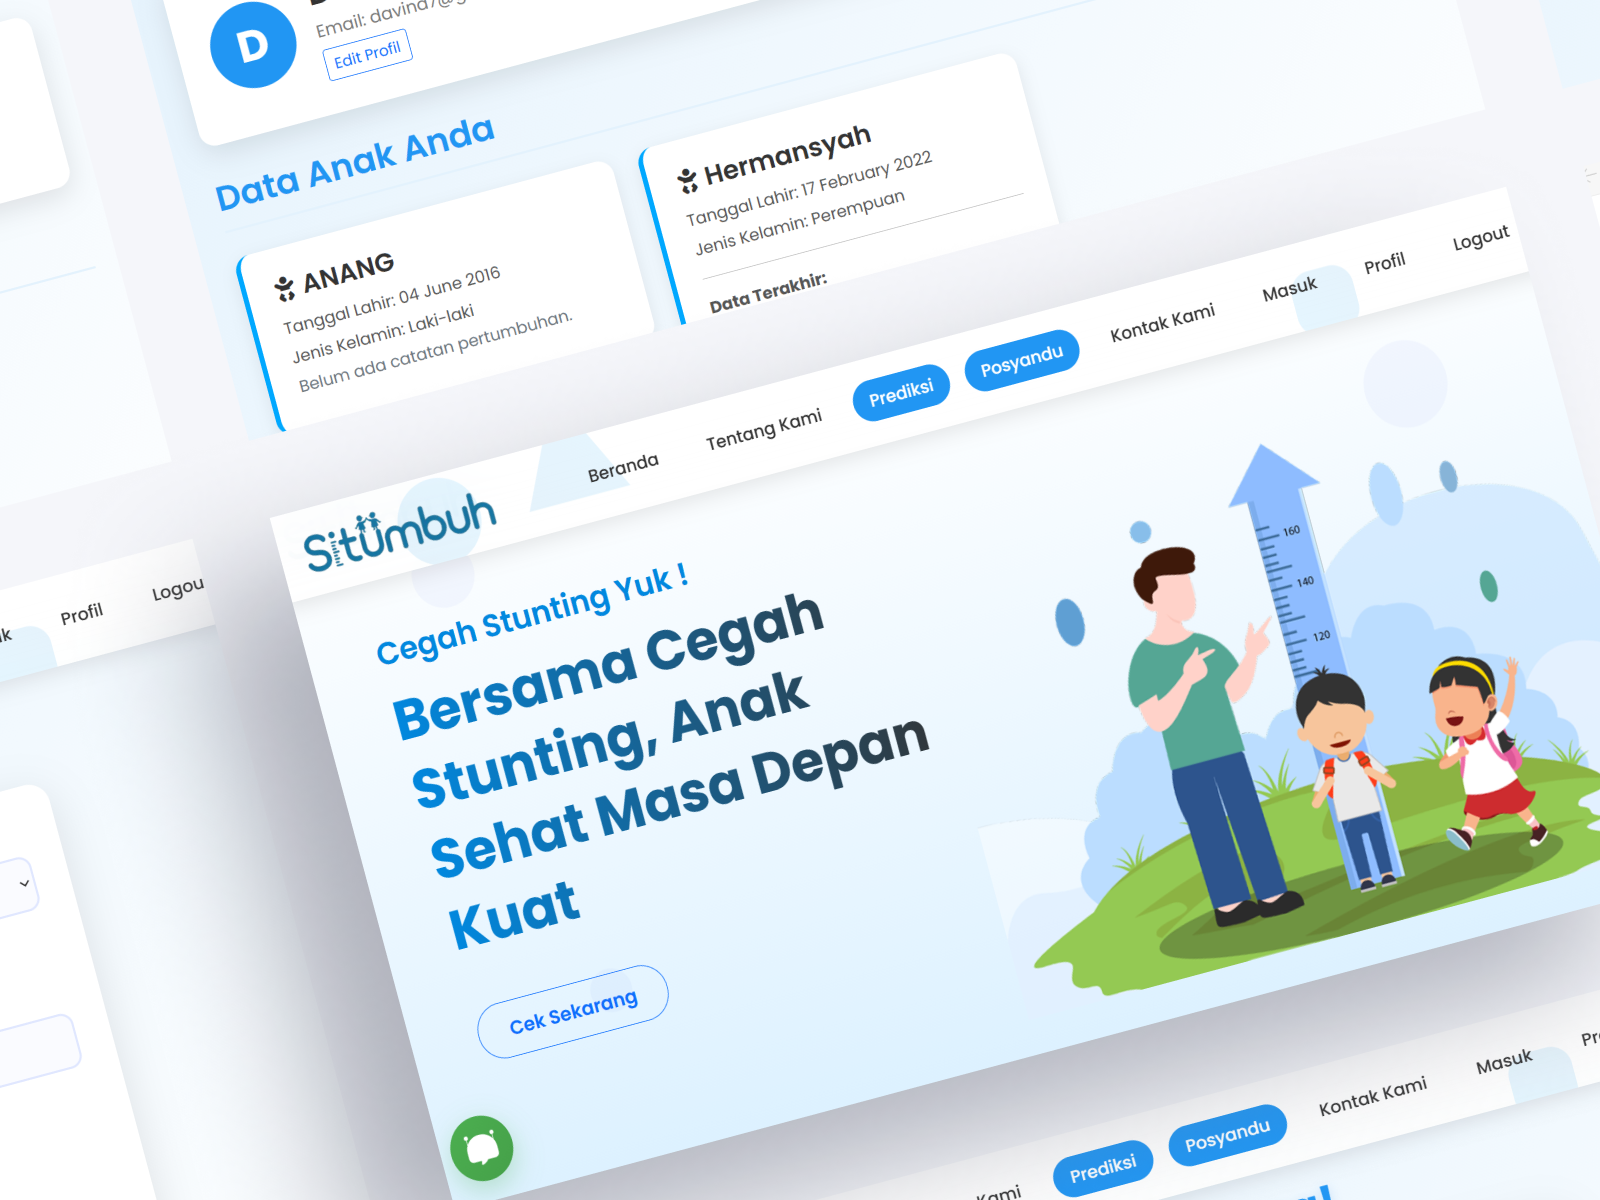 D
Email: davind7@g
Edit Profil
Data Anak Anda
ANANG
Tanggal Lahir: 04 June 2016
Jenis Kelamin: Laki-laki
Belum ada catatan pertumbuhan.
Hermansyah
Tanggal Lahir: 17 February 2022
Jenis Kelamin: Perempuan
Data Terakhir:
Profil
Logou
Situmbuh
Beranda
Tentang Kami
Prediksi
Posyandu
Kontak Kami
Masuk
Profil
Logout
Cegah Stunting Yuk !
Bersama Cegah
Stunting, Anak
Sehat Masa Depan
Kuat
Cek Sekarang
160
140
120
Kami
Prediksi
Posyandu
Kontak Kami
Masuk